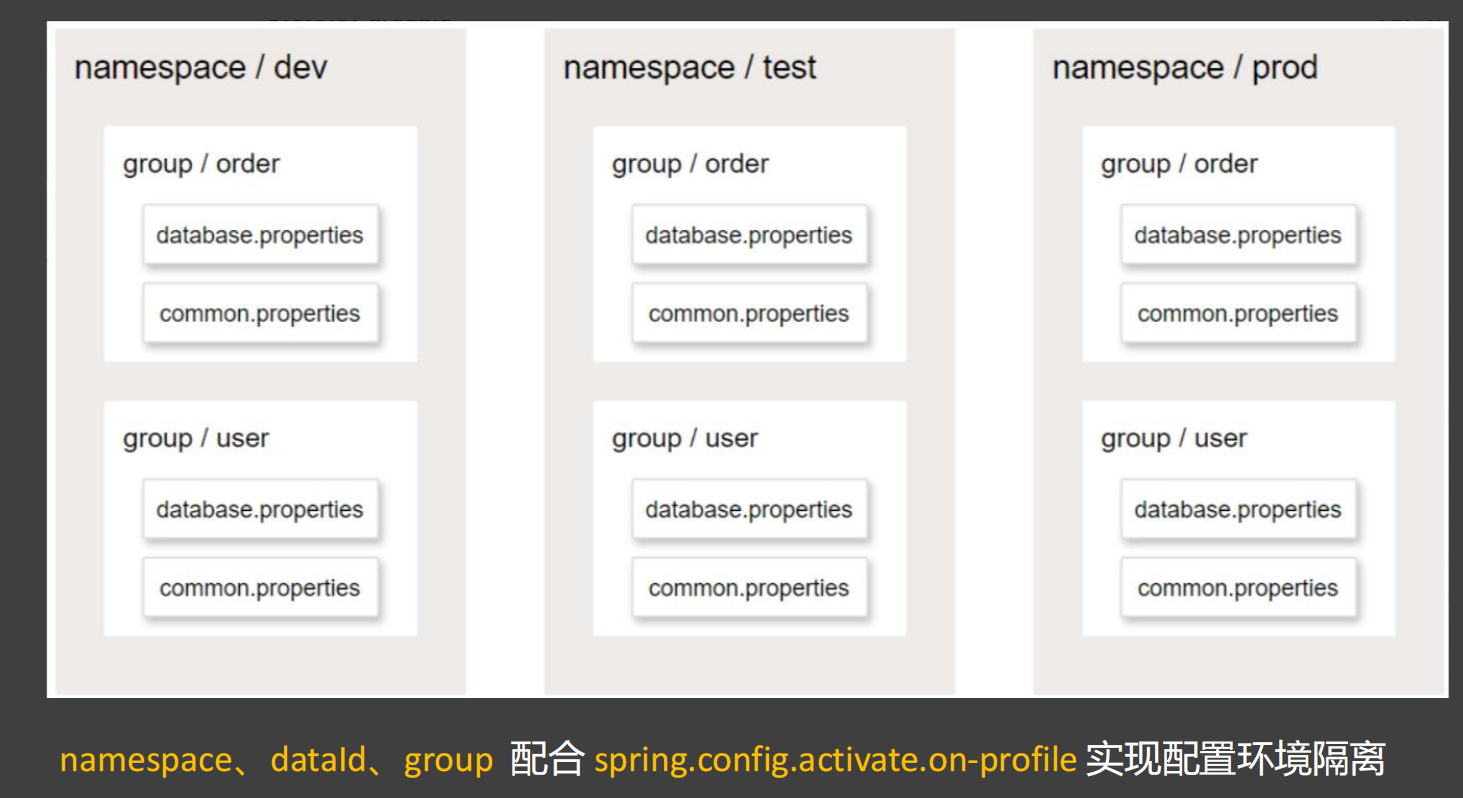 namespace / dev
group / order
database.properties
common.properties
group / user
database.properties
common.properties
namespace / test
group / order
database.properties
common.properties
group / user
database.properties
common.properties
namespace / prod
group / order
database.properties
common.properties
group / user
database.properties
common.properties
namespace、dataId、group 配合 spring.config.activate.on-profile 实现配置环境隔离